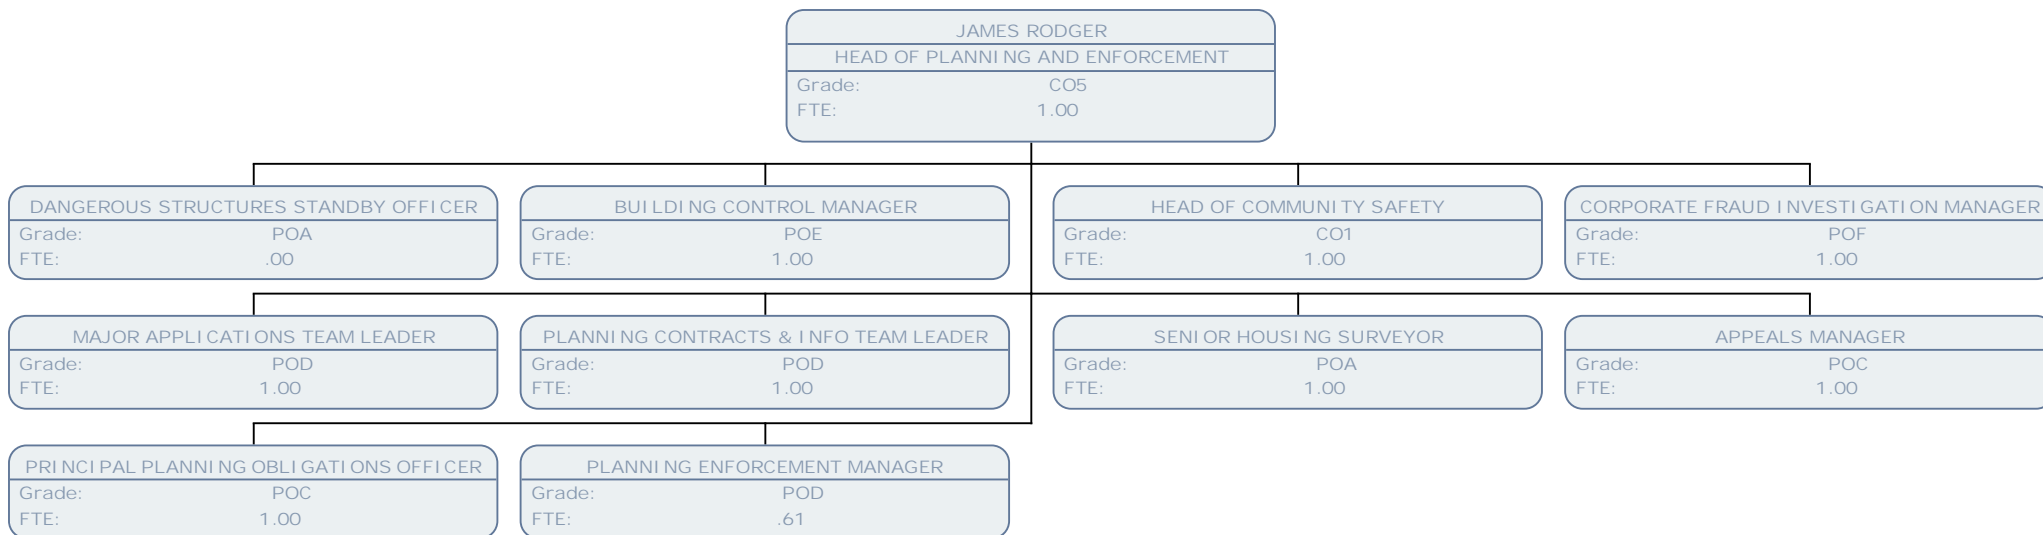 JAMES RODGER
HEAD OF PLANNING AND ENFORCEMENT
Grade: CO5
FTE: 1.00
DANGEROUS STRUCTURES STANDBY OFFICER
Grade: POA
FTE: .00
BUILDING CONTROL MANAGER
Grade: POE
FTE: 1.00
HEAD OF COMMUNITY SAFETY
Grade: CO1
FTE: 1.00
CORPORATE FRAUD INVESTIGATION MANAGER
Grade: POF
FTE: 1.00
MAJOR APPLICATIONS TEAM LEADER
Grade: POD
FTE: 1.00
PLANNING CONTRACTS & INFO TEAM LEADER
Grade: POD
FTE: 1.00
SENIOR HOUSING SURVEYOR
Grade: POA
FTE: 1.00
APPEALS MANAGER
Grade: POC
FTE: 1.00
PRINCIPAL PLANNING OBLIGATIONS OFFICER
Grade: POC
FTE: 1.00
PLANNING ENFORCEMENT MANAGER
Grade: POD
FTE: .61